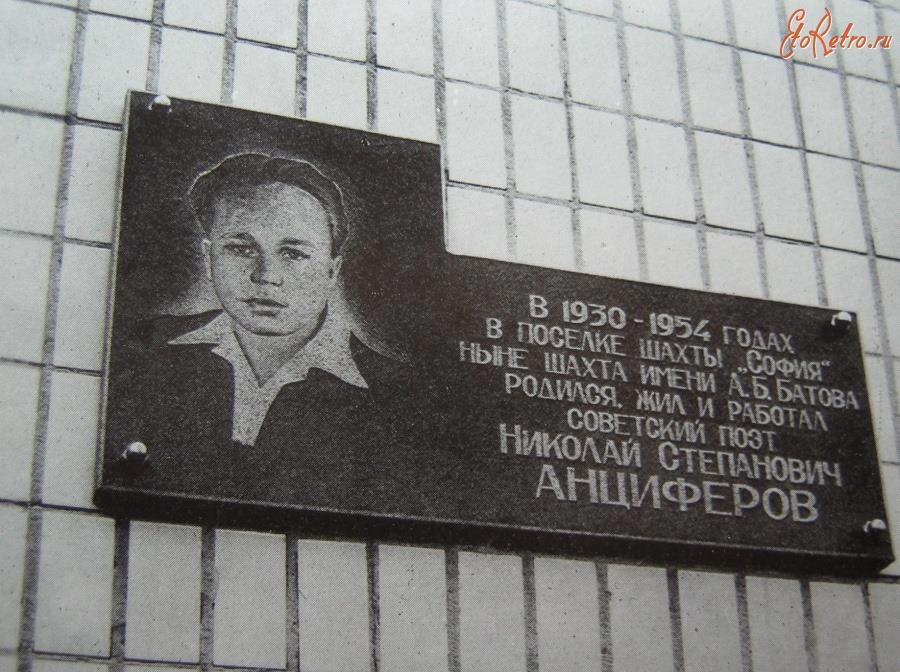 EtoRetro.ru
В 1930 - 1954 ГОДАХ
В ПОСЕЛКЕ ШАХТЫ „СОФИЯ“
НЫНЕ ШАХТА ИМЕНИ А.Б. БАТОВА
РОДИЛСЯ, ЖИЛ И РАБОТАЛ
СОВЕТСКИЙ ПОЭТ
НИКОЛАЙ СТЕПАНОВИЧ
АНЦИФЕРОВ